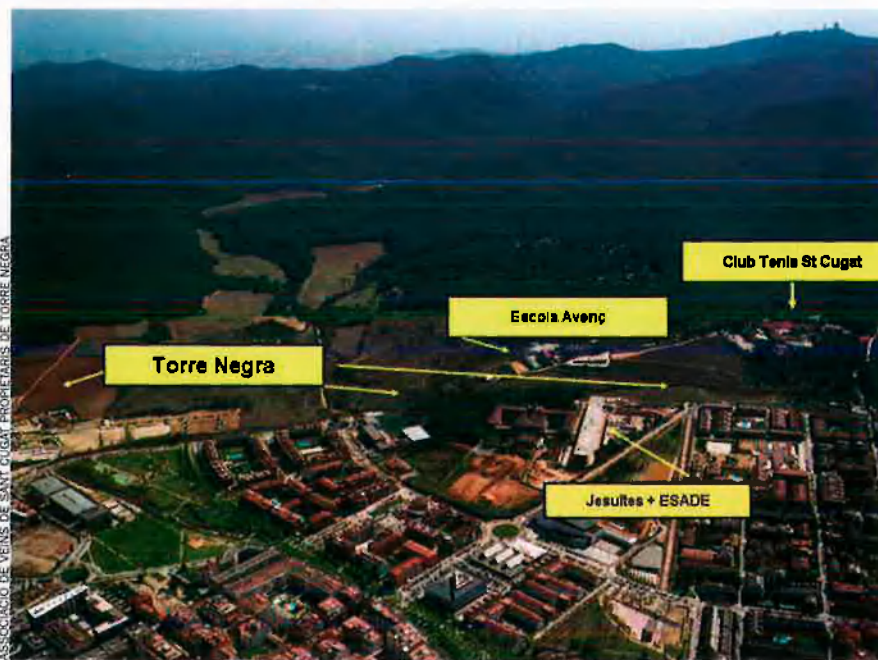 Club Tenis St Cugat
Escola Avenç
Torre Negra
Jesuïtes + ESADE
ASSOCIACIÓ DE VEÏNS DE SANT CUGAT PROPIETARIS DE TORRE NEGRA